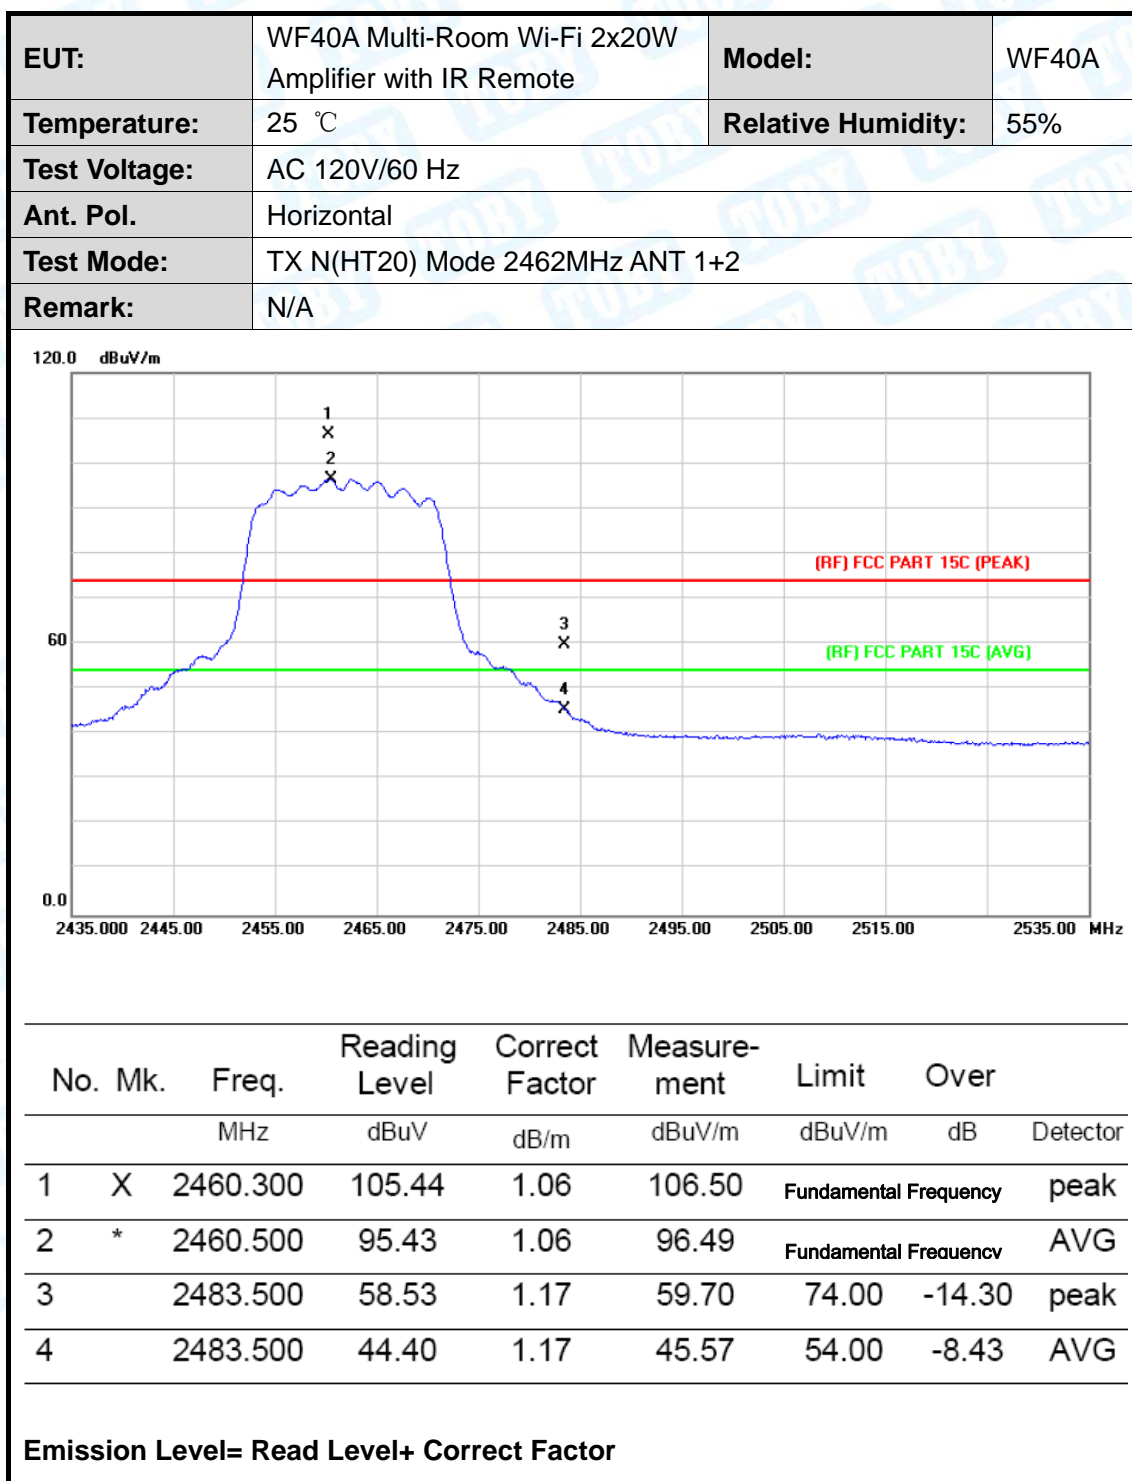 EUT: WF40A Multi-Room Wi-Fi 2x20W Amplifier with IR Remote Model: WF40A
Temperature: 25 ℃ Relative Humidity: 55%
Test Voltage: AC 120V/60 Hz
Ant. Pol. Horizontal
Test Mode: TX N(HT20) Mode 2462MHz ANT 1+2
Remark: N/A
120.0 dBuV/m
1
X
2
X
(RF) FCC PART 15C (PEAK)
3
60
X
(RF) FCC PART 15C (AVG)
4
X
0.0
2435.000 2445.00 2455.00 2465.00 2475.00 2485.00 2495.00 2505.00 2515.00 2535.00 MHz
No. Mk. Freq. Reading Level Correct Factor Measure-ment Limit Over
MHz dBuV dB/m dBuV/m dBuV/m dB Detector
1 X 2460.300 105.44 1.06 106.50 Fundamental Frequency peak
2 * 2460.500 95.43 1.06 96.49 Fundamental Frequency AVG
3 2483.500 58.53 1.17 59.70 74.00 -14.30 peak
4 2483.500 44.40 1.17 45.57 54.00 -8.43 AVG
Emission Level= Read Level+ Correct Factor
TOBY